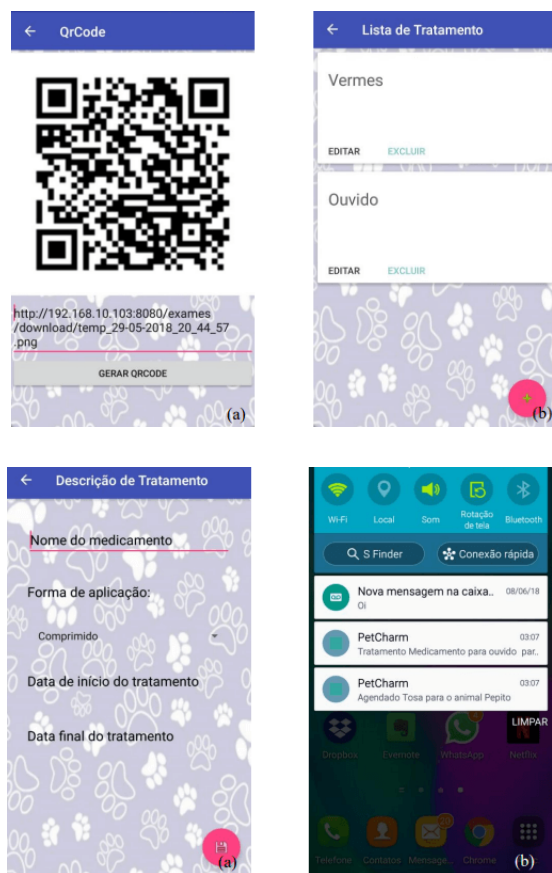 QrCode
http://192.168.10.103:8080/exames
/download/temp_29-05-2018_20_44_57
.png
GERAR QRCODE
(a)
Lista de Tratamento
Vermes
EDITAR EXCLUIR
Ouvido
EDITAR EXCLUIR
(b)
Descrição de Tratamento
Nome do medicamento
Forma de aplicação:
Comprimido
Data de início do tratamento
Data final do tratamento
(a)
Wi-Fi Local Som Rotação de tela Bluetooth
S Finder Conexão rápida
Nova mensagem na caixa.. 08/06/18
Oi
PetCharm 03:07
Tratamento Medicamento para ouvido par..
PetCharm 03:07
Agendado Tosa para o animal Pepito
LIMPAR
Dropbox Evernote WhatsApp Netflix
Telefone Contatos Mensage.. Chrome
(b)